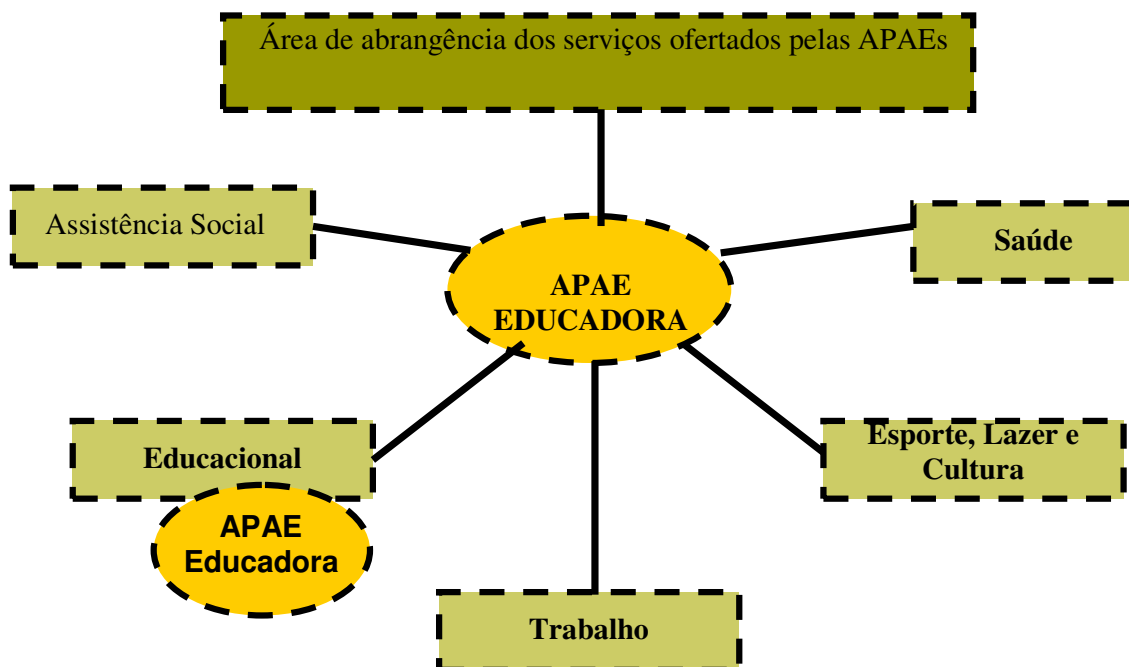 Área de abrangência dos serviços ofertados pelas APAEs
Assistência Social
Saúde
APAE
EDUCADORA
Educacional
Esporte, Lazer e
Cultura
APAE
Educadora
Trabalho